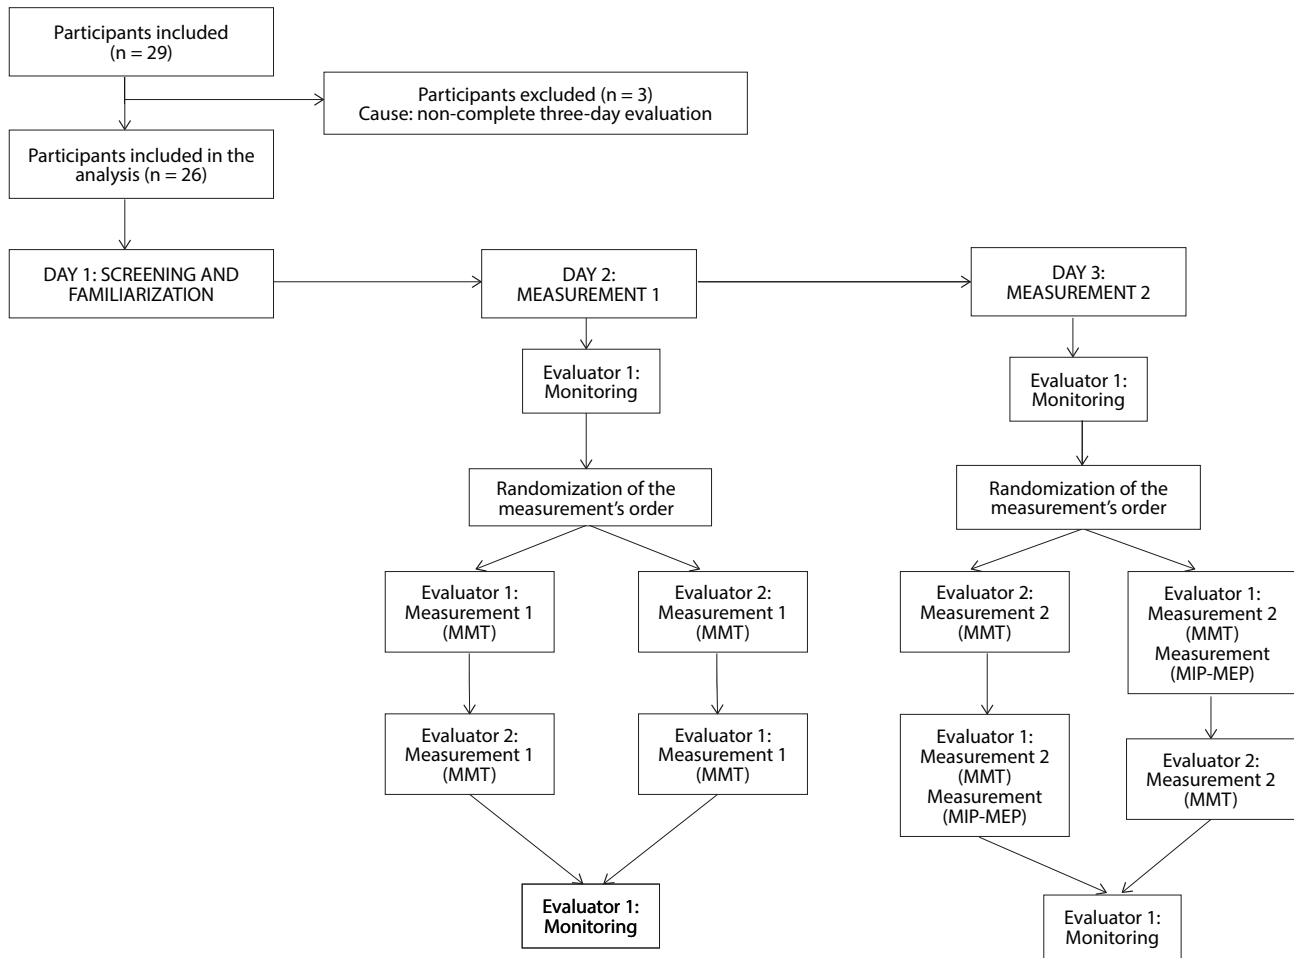 Participants included
(n = 29)
Participants excluded (n = 3)
Cause: non-complete three-day evaluation
Participants included in the
analysis (n = 26)
DAY 1: SCREENING AND
FAMILIARIZATION
DAY 2:
MEASUREMENT 1
DAY 3:
MEASUREMENT 2
Evaluator 1:
Monitoring
Randomization of the
measurement’s order
Evaluator 1:
Measurement 1
(MMT)
Evaluator 2:
Measurement 1
(MMT)
Evaluator 2:
Measurement 1
(MMT)
Evaluator 1:
Measurement 1
(MMT)
Evaluator 1:
Monitoring
Evaluator 1:
Monitoring
Randomization of the
measurement’s order
Evaluator 2:
Measurement 2
(MMT)
Evaluator 1:
Measurement 2
(MMT)
Measurement
(MIP-MEP)
Evaluator 1:
Measurement 2
(MMT)
Measurement
(MIP-MEP)
Evaluator 2:
Measurement 2
(MMT)
Evaluator 1:
Monitoring